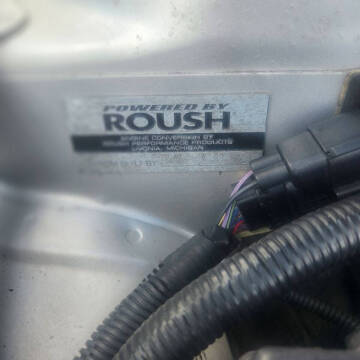 POWERED BY
ROUSH
ENGINE CONVERSION BY
ROUSH PERFORMANCE PRODUCTS
LIVONIA, MICHIGAN